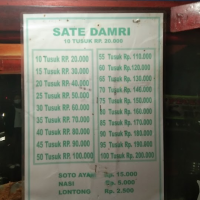 SATE DAMRI
10 TUSUK RP. 20.000
10 Tusuk RP. 20.000
15 Tusuk RP. 30.000
20 Tusuk RP. 40.000
25 Tusuk RP. 50.000
30 Tusuk RP. 60.000
35 Tusuk RP. 70.000
40 Tusuk RP. 80.000
45 Tusuk RP. 90.000
50 Tusuk RP. 100.000
55 Tusuk Rp. 110.000
60 Tusuk Rp. 120.000
65 Tusuk Rp. 130.000
70 Tusuk Rp. 140.000
75 Tusuk Rp. 150.000
80 Tusuk Rp. 160.000
85 Tusuk Rp. 170.000
90 Tusuk Rp. 180.000
95 Tusuk Rp. 190.000
100 Tusuk Rp. 200.000
SOTO AYAM Rp. 15.000
NASI Rp. 5.000
LONTONG Rp. 2.500